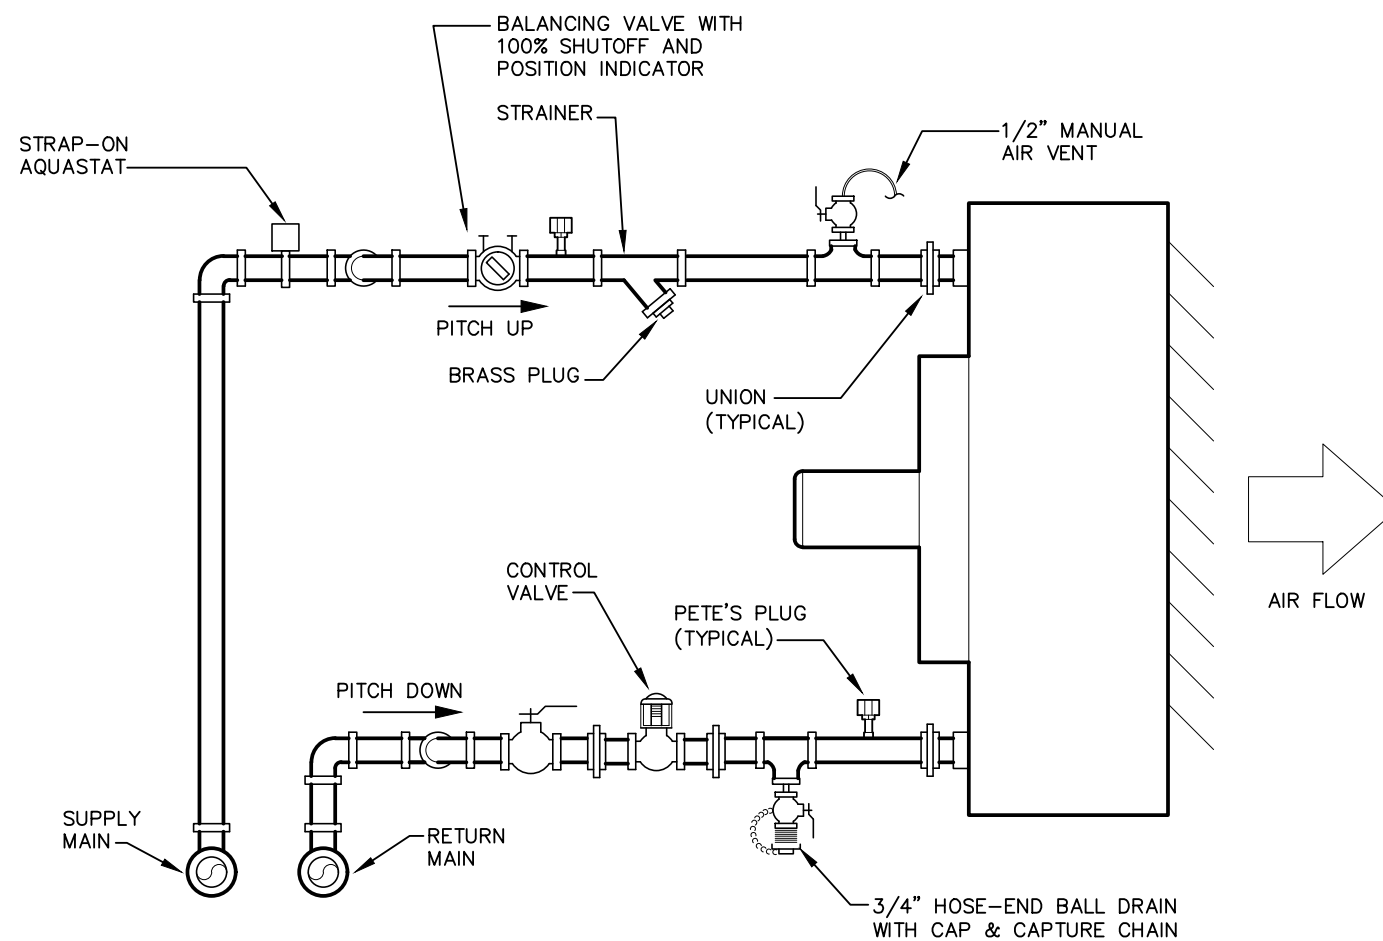 BALANCING VALVE WITH
100% SHUTOFF AND
POSITION INDICATOR
STRAINER
STRAP-ON
AQUASTAT
1/2" MANUAL
AIR VENT
PITCH UP
BRASS PLUG
UNION
(TYPICAL)
CONTROL
VALVE
PETE'S PLUG
(TYPICAL)
AIR FLOW
PITCH DOWN
SUPPLY
MAIN
RETURN
MAIN
3/4" HOSE-END BALL DRAIN
WITH CAP & CAPTURE CHAIN